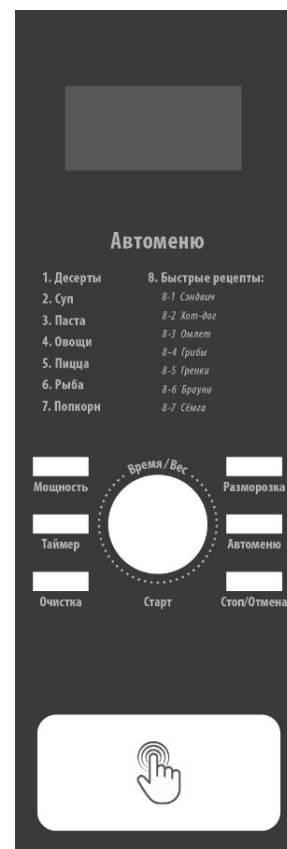 Автоменю
1. Десерты
2. Суп
3. Паста
4. Овощи
5. Пицца
6. Рыба
7. Попкорн
8. Быстрые рецепты:
8-1 Сэндвич
8-2 Хот-дог
8-3 Омлет
8-4 Грибы
8-5 Гренки
8-6 Брауни
8-7 Сёмга
Время/Вес
Мощность
Разморозка
Таймер
Автоменю
Очистка
Старт
Стоп/Отмена